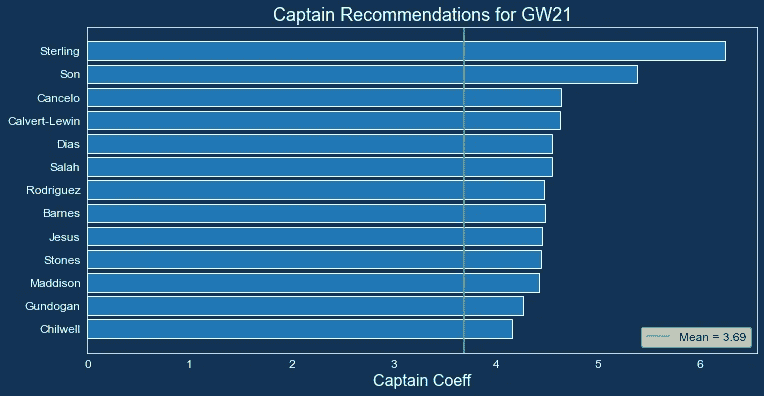 Captain Recommendations for GW21
Sterling
Son
Cancelo
Calvert-Lewin
Dias
Salah
Rodriguez
Barnes
Jesus
Stones
Maddison
Gundogan
Chilwell
Mean = 3.69
0 1 2 3 4 5 6
Captain Coeff